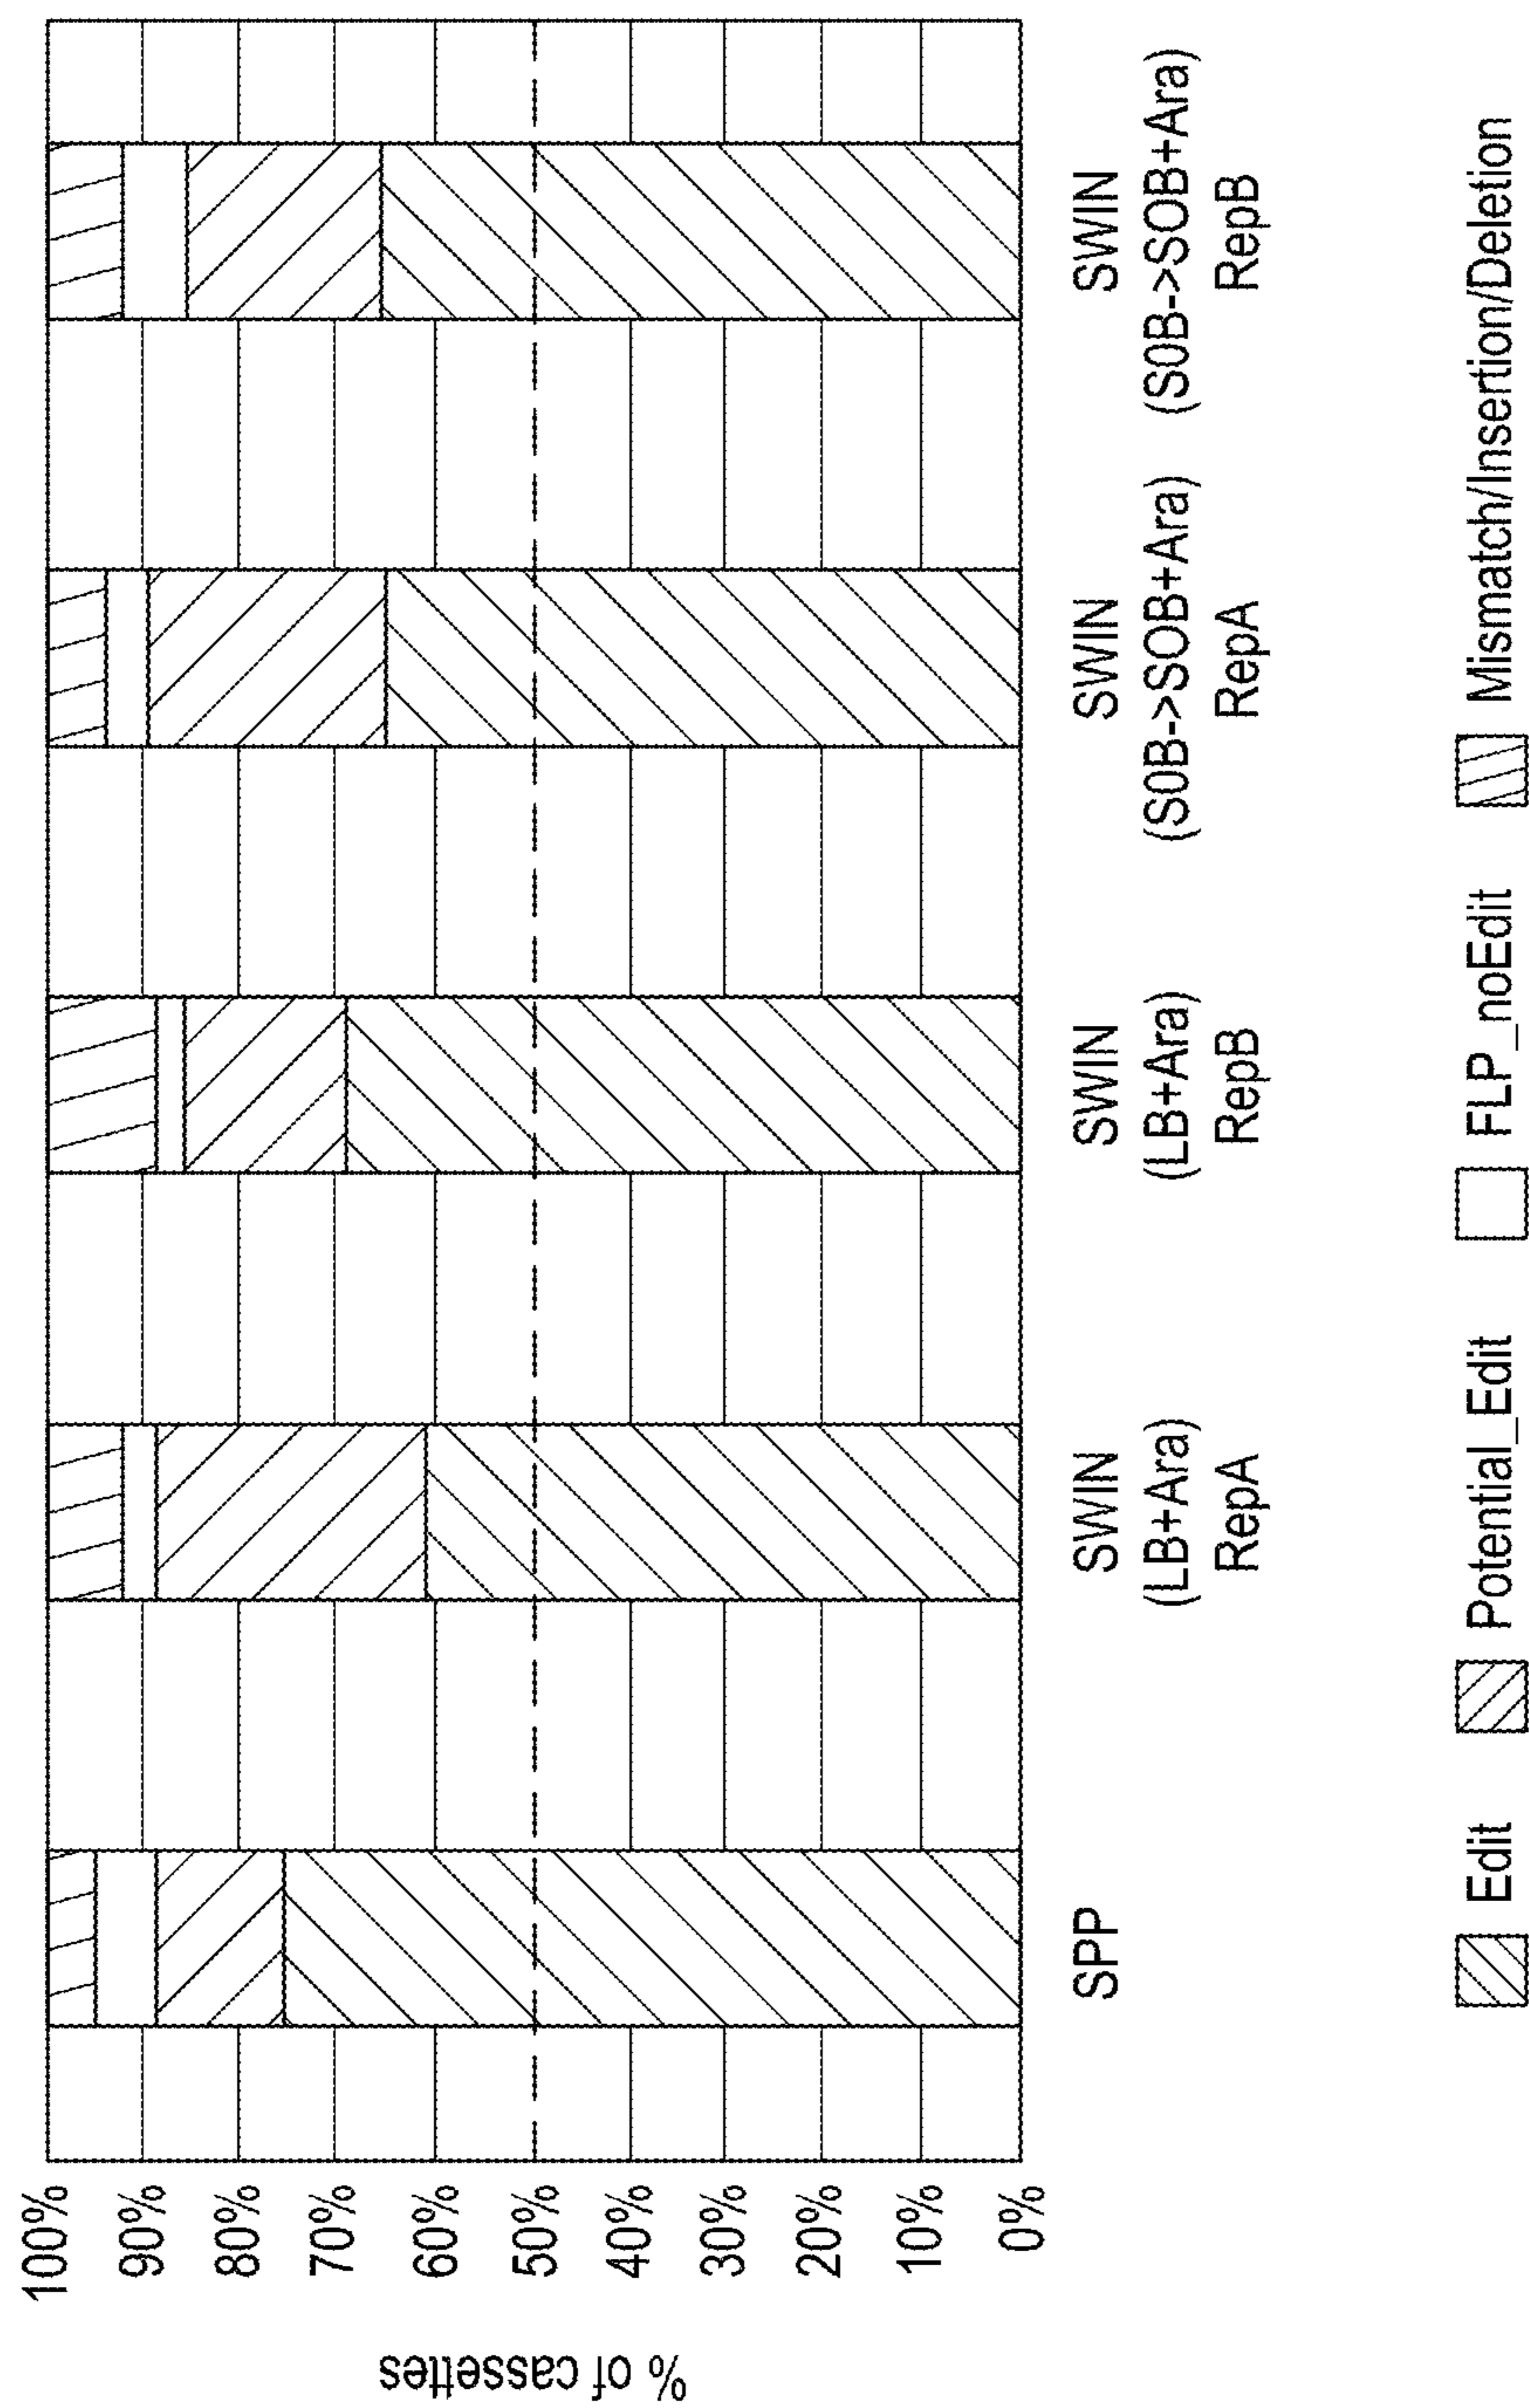 % of cassettes
100%
90%
80%
70%
60%
50%
40%
30%
20%
10%
0%
SPP
SWIN
(LB+Ara)
RepA
SWIN
(LB+Ara)
RepB
SWIN
(S0B->SOB+Ara)
RepA
SWIN
(S0B->SOB+Ara)
RepB
Edit
Potential_Edit
FLP_noEdit
Mismatch/Insertion/Deletion